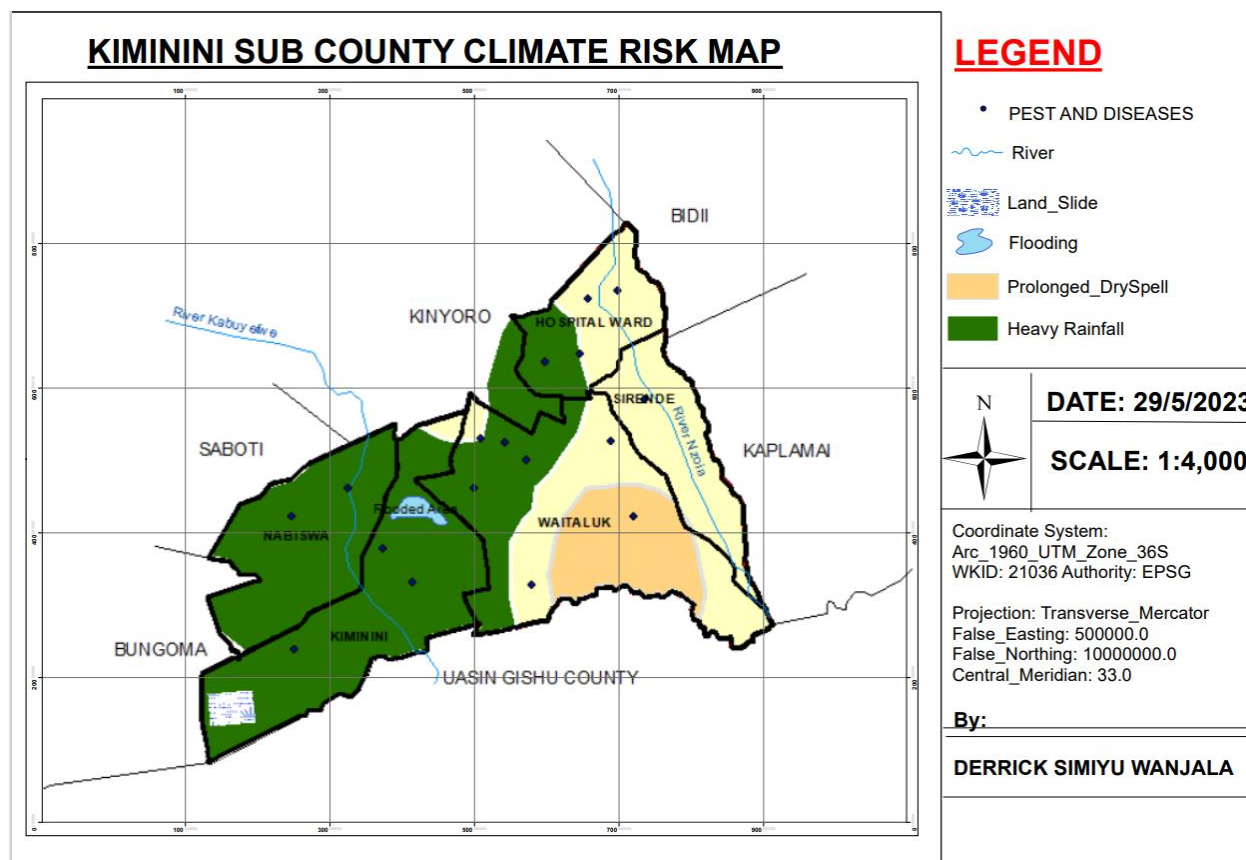 KIMININI SUB COUNTY CLIMATE RISK MAP
BIDII
KINYORO
HOSPITAL WARD
River Kabuyefwe
SIRENDE
River Nzoia
SABOTI
KAPLAMAI
Flooded Area
WAITALUK
NABISWA
KIMININI
BUNGOMA
UASIN GISHU COUNTY
LEGEND
PEST AND DISEASES
River
Land_Slide
Flooding
Prolonged_DrySpell
Heavy Rainfall
N
DATE: 29/5/2023
SCALE: 1:4,000
Coordinate System:
Arc_1960_UTM_Zone_36S
WKID: 21036 Authority: EPSG
Projection: Transverse_Mercator
False_Easting: 500000.0
False_Northing: 10000000.0
Central_Meridian: 33.0
By:
DERRICK SIMIYU WANJALA